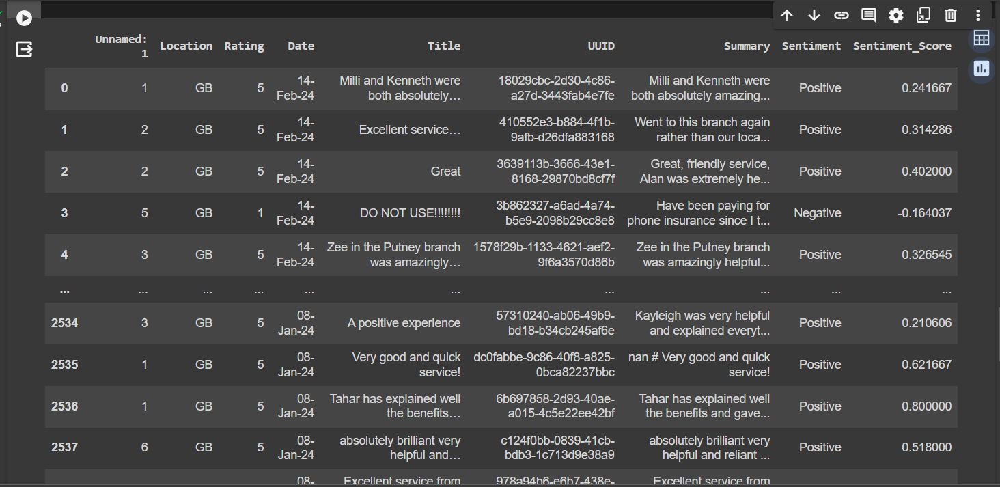 Unnamed: 1 Location Rating Date Title UUID Summary Sentiment Sentiment_Score
0 1 GB 5 14-Feb-24 Milli and Kenneth were both absolutely… 18029cbc-2d30-4c86-a27d-3443fab4e7fe Milli and Kenneth were both absolutely amazing... Positive 0.241667
1 2 GB 5 14-Feb-24 Excellent service… 410552e3-b884-4f1b-9afb-d26dfa883168 Went to this branch again rather than our loca... Positive 0.314286
2 2 GB 5 14-Feb-24 Great 3639113b-3666-43e1-8168-29870bd8cf7f Great, friendly service, Alan was extremely he... Positive 0.402000
3 5 GB 1 14-Feb-24 DO NOT USE!!!!!!!! 3b862327-a6ad-4a74-b5e9-2098b29cc8e8 Have been paying for phone insurance since I t... Negative -0.164037
4 3 GB 5 14-Feb-24 Zee in the Putney branch was amazingly… 1578f29b-1133-4621-aef2-9f6a3570d86b Zee in the Putney branch was amazingly helpful... Positive 0.326545
... ... ... ... ... ... ... ... ... ...
2534 3 GB 5 08-Jan-24 A positive experience 57310240-ab06-49b9-bd18-b34cb245af6e Kayleigh was very helpful and explained everyt... Positive 0.210606
2535 1 GB 5 08-Jan-24 Very good and quick service! dc0fabbe-9c86-40f8-a825-0bca82237bbc nan # Very good and quick service! Positive 0.621667
2536 1 GB 5 08-Jan-24 Tahar has explained well the benefits… 6b697858-2d93-40ae-a015-4c5e22ee42bf Tahar has explained well the benefits and gave... Positive 0.800000
2537 6 GB 5 08-Jan-24 absolutely brilliant very helpful and… c124f0bb-0839-41cb-bdb3-1c713d9e38a9 absolutely brilliant very helpful and reliant ... Positive 0.518000
08- Excellent service from 978a94b6-e6b7-438e- Excellent service from